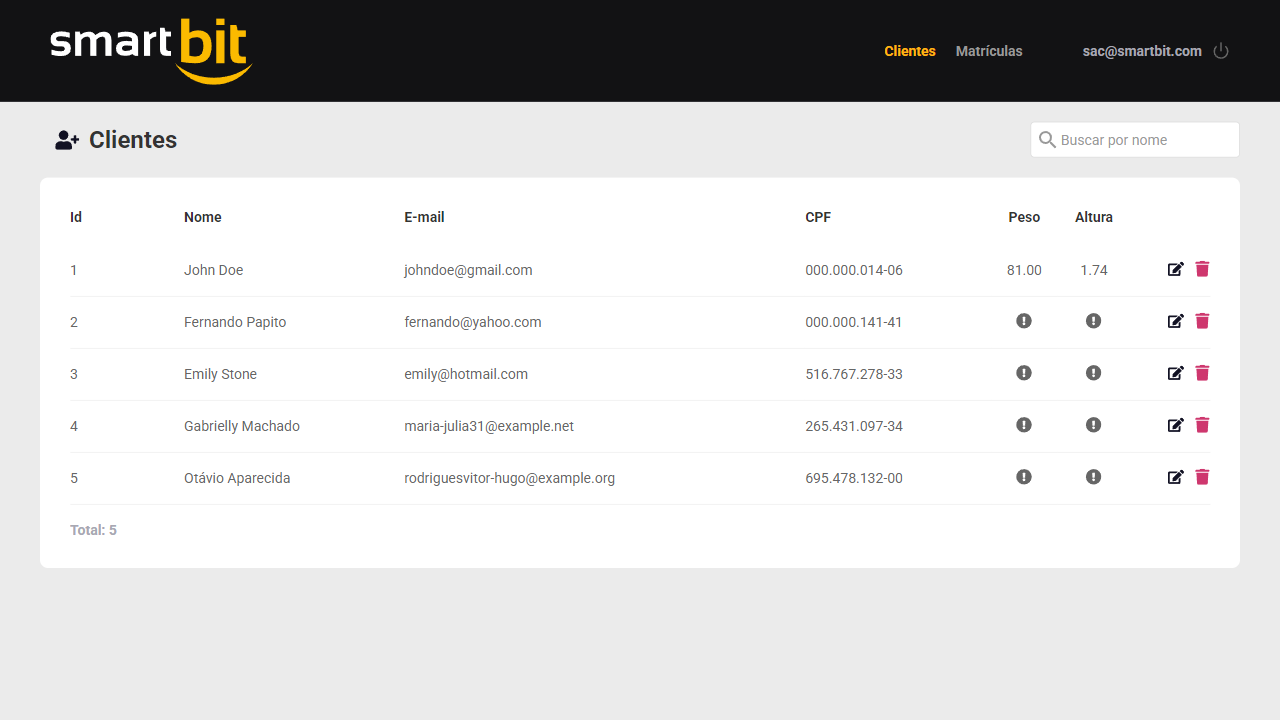 smartbit
Clientes Matrículas sac@smartbit.com
Clientes Buscar por nome
Id Nome E-mail CPF Peso Altura
1 John Doe johndoe@gmail.com 000.000.014-06 81.00 1.74
2 Fernando Papito fernando@yahoo.com 000.000.141-41
3 Emily Stone emily@hotmail.com 516.767.278-33
4 Gabrielly Machado maria-julia31@example.net 265.431.097-34
5 Otávio Aparecida rodriguesvitor-hugo@example.org 695.478.132-00
Total: 5